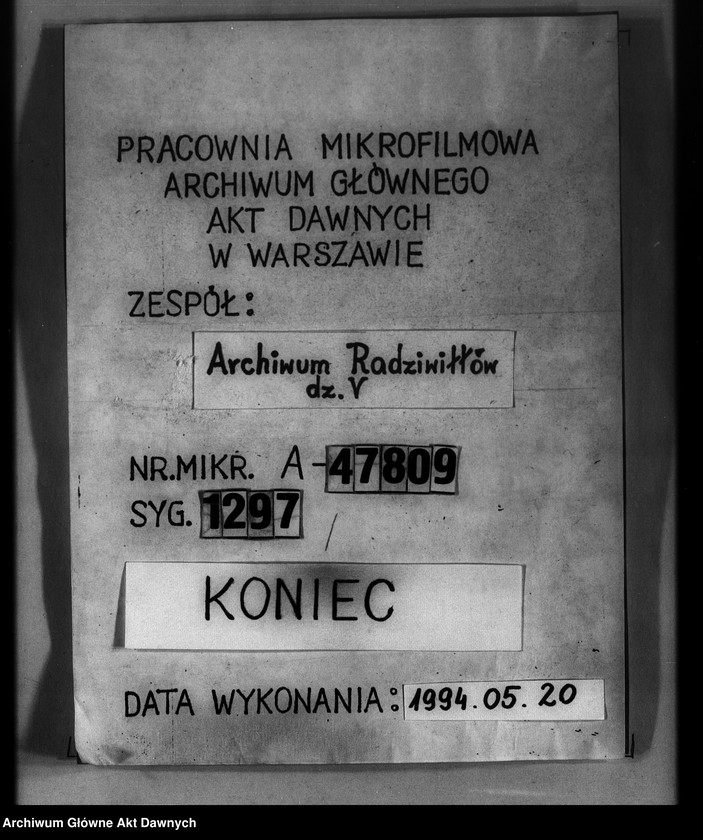 PRACOWNIA MIKROFILMOWA
ARCHIWUM GŁÓWNEGO
AKT DAWNYCH
W WARSZAWIE
ZESPÓŁ:
Archiwum Radziwiłłów
dz. V
NR. MIKR. A-47809
SYG. 1297
KONIEC
DATA WYKONANIA: 1994.05.20
Archiwum Główne Akt Dawnych